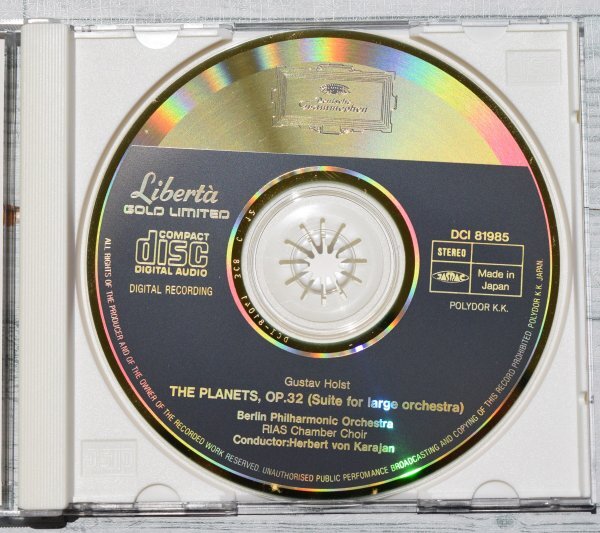 Deutsche
Grammophon
Libertà
GOLD LIMITED
COMPACT
disc
DIGITAL AUDIO
DIGITAL RECORDING
DCI 81985
STEREO
JASRAC
Made in
Japan
POLYDOR K.K.
Gustav Holst
THE PLANETS, OP.32 (Suite for large orchestra)
Berlin Philharmonic Orchestra
RIAS Chamber Choir
Conductor:Herbert von Karajan
ALL RIGHTS OF THE PRODUCER AND OF THE OWNER OF THE RECORDED WORK RESERVED. UNAUTHORISED PUBLIC PERFOMANCE BROADCASTING AND COPYING OF THIS RECORD PROHIBITED. POLYDOR K.K. JAPAN.